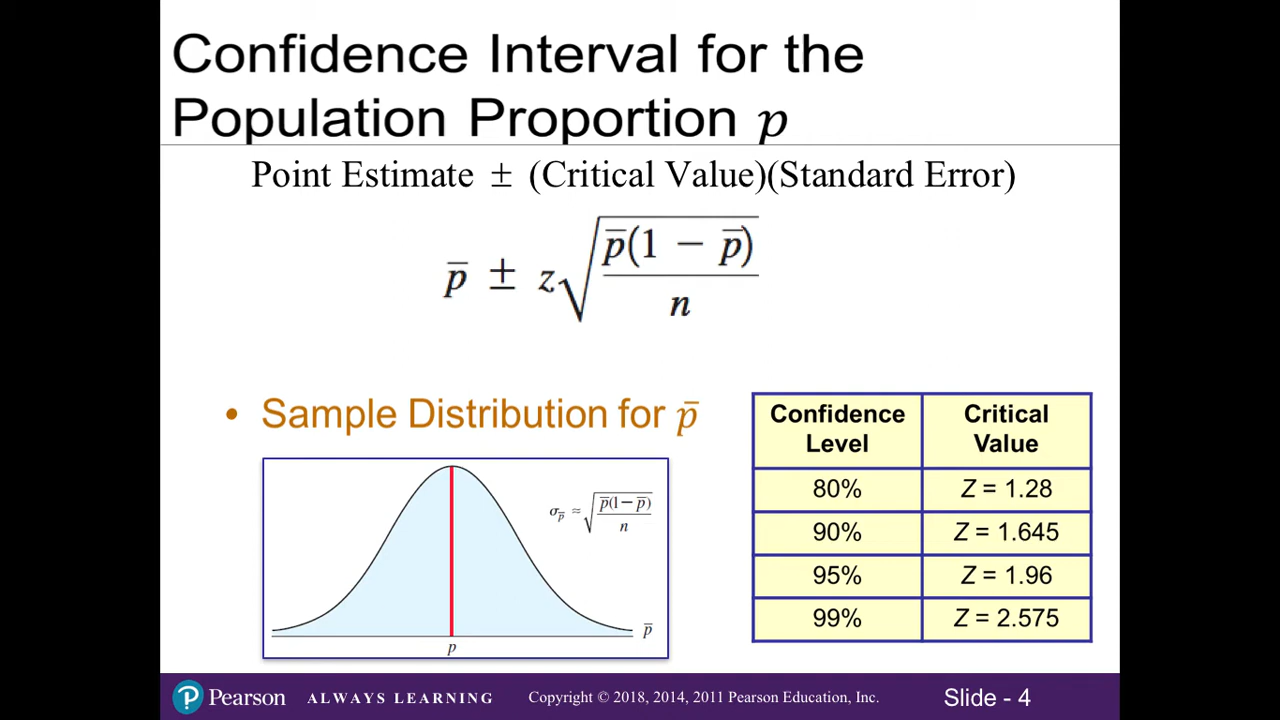 Confidence Interval for the
Population Proportion p
Point Estimate ± (Critical Value)(Standard Error)
p̄ ± z√(p̄(1 − p̄)/n)
• Sample Distribution for p̄
σp̄ ≈ √(p̄(1−p̄)/n)
p̄
p
Confidence Level Critical Value
80% Z = 1.28
90% Z = 1.645
95% Z = 1.96
99% Z = 2.575
P Pearson ALWAYS LEARNING Copyright © 2018, 2014, 2011 Pearson Education, Inc. Slide - 4